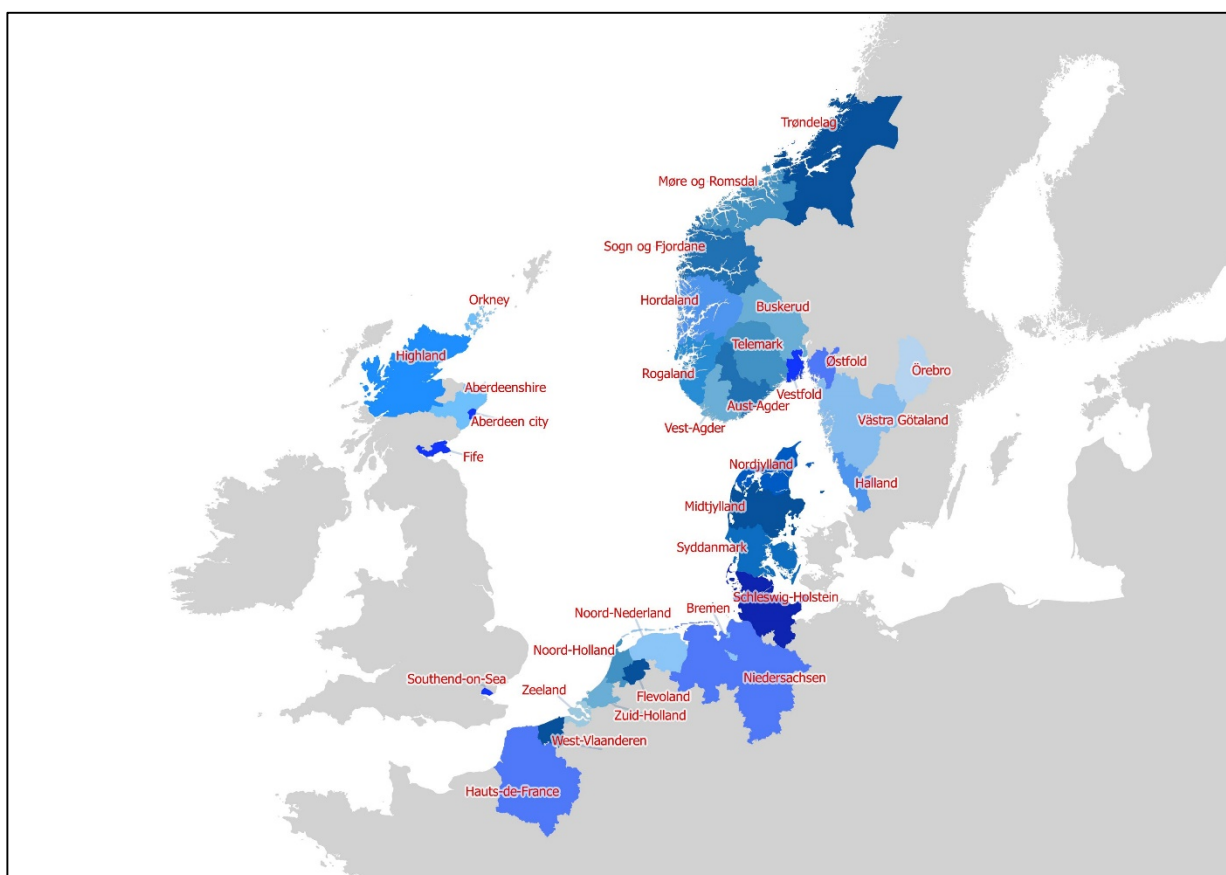 Trøndelag
Møre og Romsdal
Sogn og Fjordane
Orkney
Hordaland
Buskerud
Highland
Telemark
Østfold
Örebro
Rogaland
Aberdeenshire
Vestfold
Aust-Agder
Aberdeen city
Västra Götaland
Vest-Agder
Fife
Nordjylland
Halland
Midtjylland
Syddanmark
Schleswig-Holstein
Noord-Nederland
Bremen
Noord-Holland
Southend-on-Sea
Niedersachsen
Zeeland
Flevoland
Zuid-Holland
West-Vlaanderen
Hauts-de-France